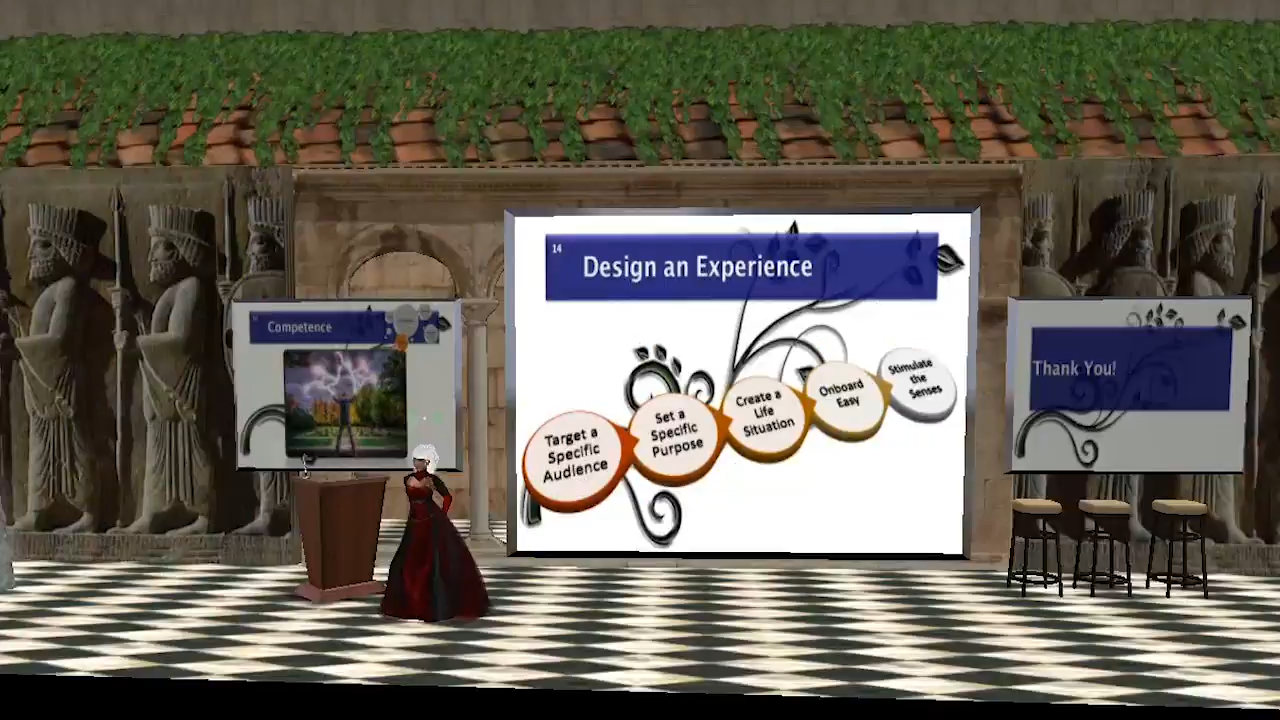 Competence
14
Design an Experience
Target a
Specific
Audience
Set a
Specific
Purpose
Create a
Life
Situation
Onboard
Easy
Stimulate
the
Senses
Thank You!